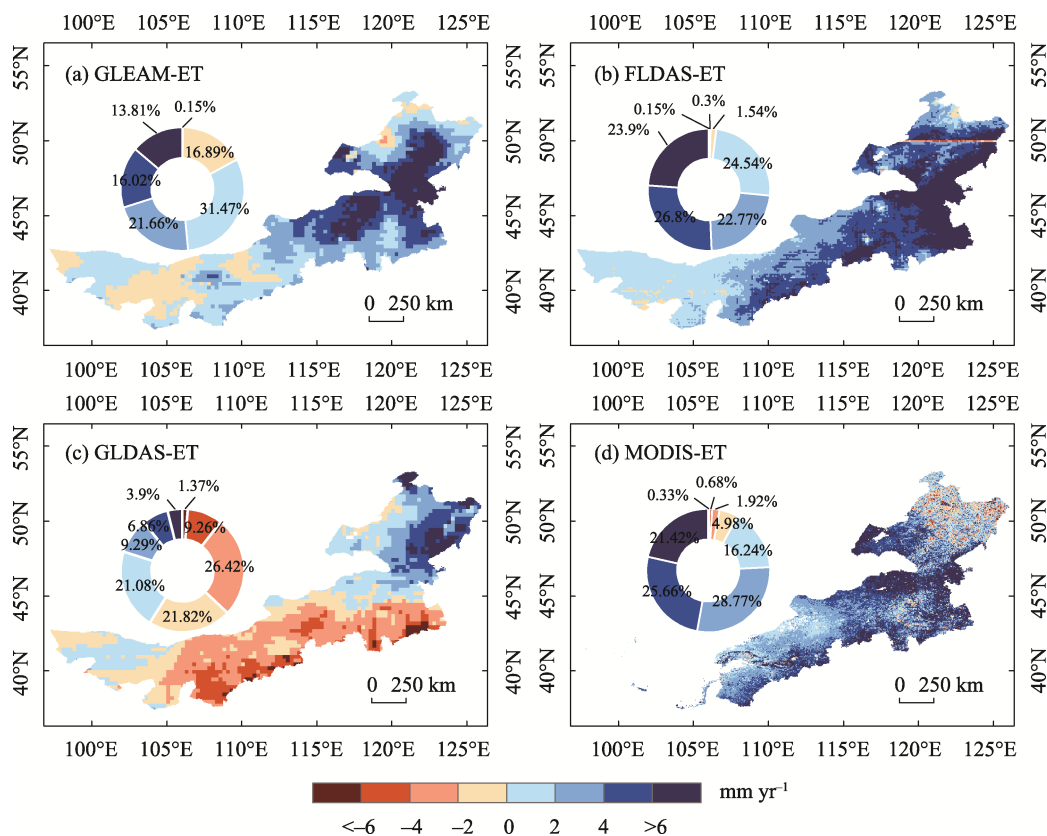 100°E 105°E 110°E 115°E 120°E 125°E 100°E 105°E 110°E 115°E 120°E 125°E
55°N 50°N 45°N 40°N
(a) GLEAM-ET
0.15%
13.81%
16.89%
16.02%
31.47%
21.66%
0 250 km
55°N 50°N 45°N 40°N
(b) FLDAS-ET
0.3%
0.15%
1.54%
23.9%
24.54%
26.8%
22.77%
0 250 km
55°N 50°N 45°N 40°N
100°E 105°E 110°E 115°E 120°E 125°E 100°E 105°E 110°E 115°E 120°E 125°E
100°E 105°E 110°E 115°E 120°E 125°E 100°E 105°E 110°E 115°E 120°E 125°E
55°N 50°N 45°N 40°N
(c) GLDAS-ET
1.37%
3.9%
6.86%
9.26%
9.29%
26.42%
21.08%
21.82%
0 250 km
55°N 50°N 45°N 40°N
(d) MODIS-ET
0.68%
0.33%
1.92%
4.98%
21.42%
16.24%
25.66%
28.77%
0 250 km
55°N 50°N 45°N 40°N
100°E 105°E 110°E 115°E 120°E 125°E 100°E 105°E 110°E 115°E 120°E 125°E
mm yr⁻¹
<–6 –4 –2 0 2 4 >6